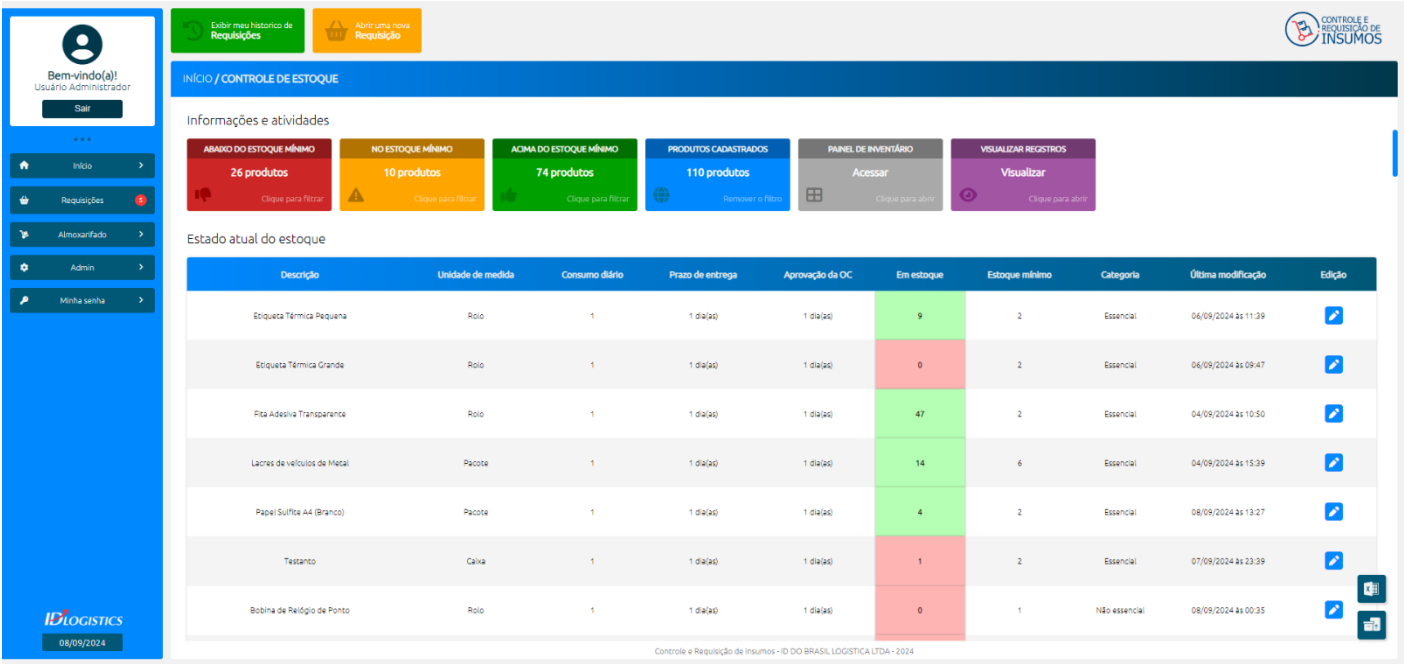 Bem-vindo(a)!
Usuário Administrador
Sair
Início
Requisições 5
Almoxarifado
Admin
Minha senha
ID LOGISTICS
08/09/2024
Exibir meu historico de
Requisições
Abrir uma nova
Requisição
CONTROLE E
REQUISIÇÃO DE
INSUMOS
INÍCIO / CONTROLE DE ESTOQUE
Informações e atividades
ABAIXO DO ESTOQUE MÍNIMO
26 produtos
Clique para filtrar
NO ESTOQUE MÍNIMO
10 produtos
Clique para filtrar
ACIMA DO ESTOQUE MÍNIMO
74 produtos
Clique para filtrar
PRODUTOS CADASTRADOS
110 produtos
Remover o filtro
PAINEL DE INVENTÁRIO
Acessar
Clique para abrir
VISUALIZAR REGISTROS
Visualizar
Clique para abrir
Estado atual do estoque
Descrição Unidade de medida Consumo diário Prazo de entrega Aprovação da OC Em estoque Estoque mínimo Categoria Última modificação Edição
Etiqueta Térmica Pequena Rolo 1 1 dia(as) 1 dia(as) 9 2 Essencial 06/09/2024 às 11:39
Etiqueta Térmica Grande Rolo 1 1 dia(as) 1 dia(as) 0 2 Essencial 06/09/2024 às 09:47
Fita Adesiva Transparente Rolo 1 1 dia(as) 1 dia(as) 47 2 Essencial 04/09/2024 às 10:50
Lacres de veículos de Metal Pacote 1 1 dia(as) 1 dia(as) 14 6 Essencial 04/09/2024 às 15:39
Papel Sulfite A4 (Branco) Pacote 1 1 dia(as) 1 dia(as) 4 2 Essencial 08/09/2024 às 13:27
Testanto Caixa 1 1 dia(as) 1 dia(as) 1 2 Essencial 07/09/2024 às 23:39
Bobina de Relógio de Ponto Rolo 1 1 dia(as) 1 dia(as) 0 1 Não essencial 08/09/2024 às 00:35
Controle e Requisição de Insumos - ID DO BRASIL LOGISTICA LTDA - 2024